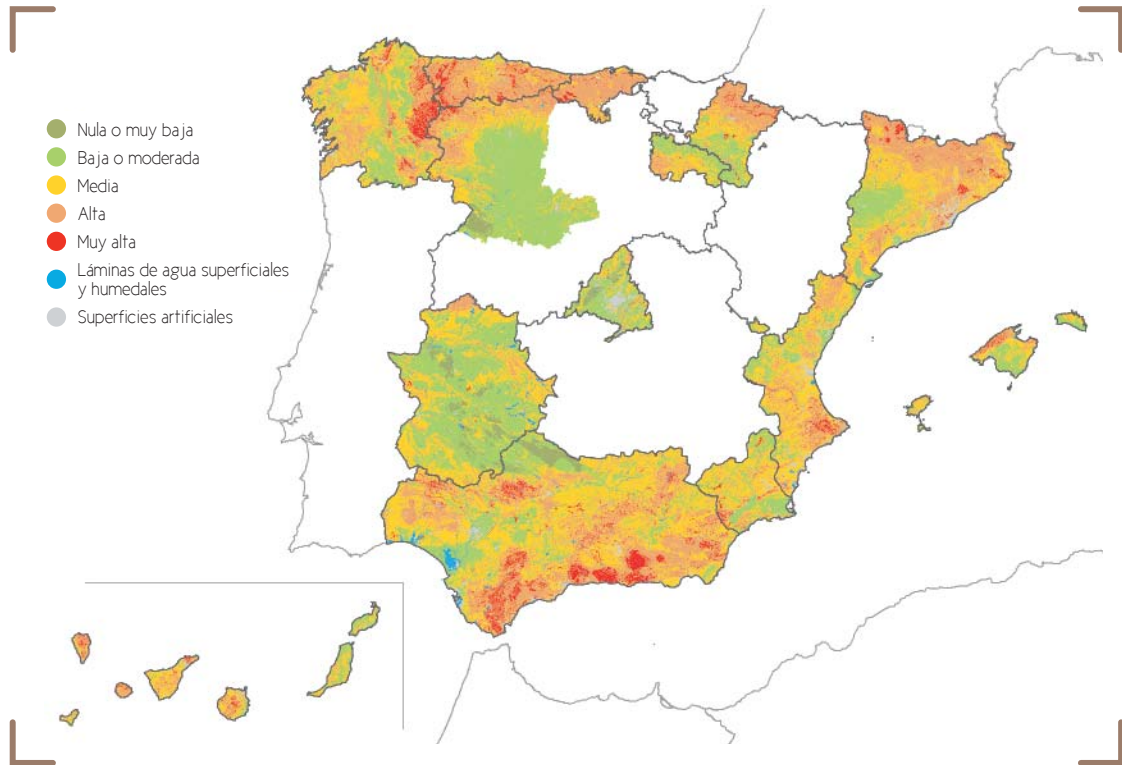 Nula o muy baja
Baja o moderada
Media
Alta
Muy alta
Láminas de agua superficiales
y humedales
Superficies artificiales